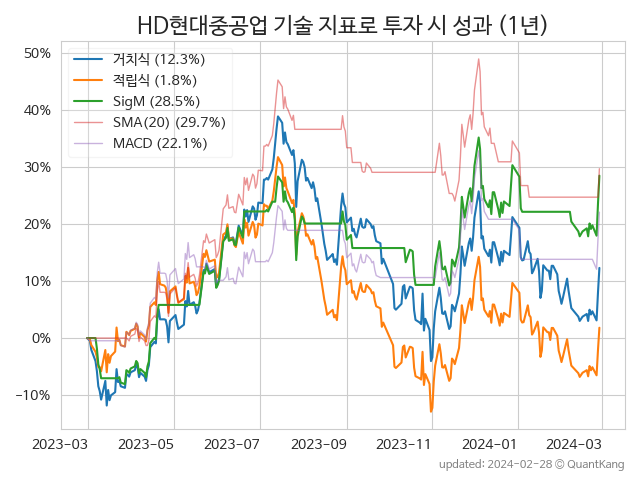 HD현대중공업 기술 지표로 투자 시 성과 (1년)
50%
40%
30%
20%
10%
0%
−10%
거치식 (12.3%)
적립식 (1.8%)
SigM (28.5%)
SMA(20) (29.7%)
MACD (22.1%)
2023−03
2023−05
2023−07
2023−09
2023−11
2024−01
2024−03
updated: 2024−02−28 ⓒ QuantKang